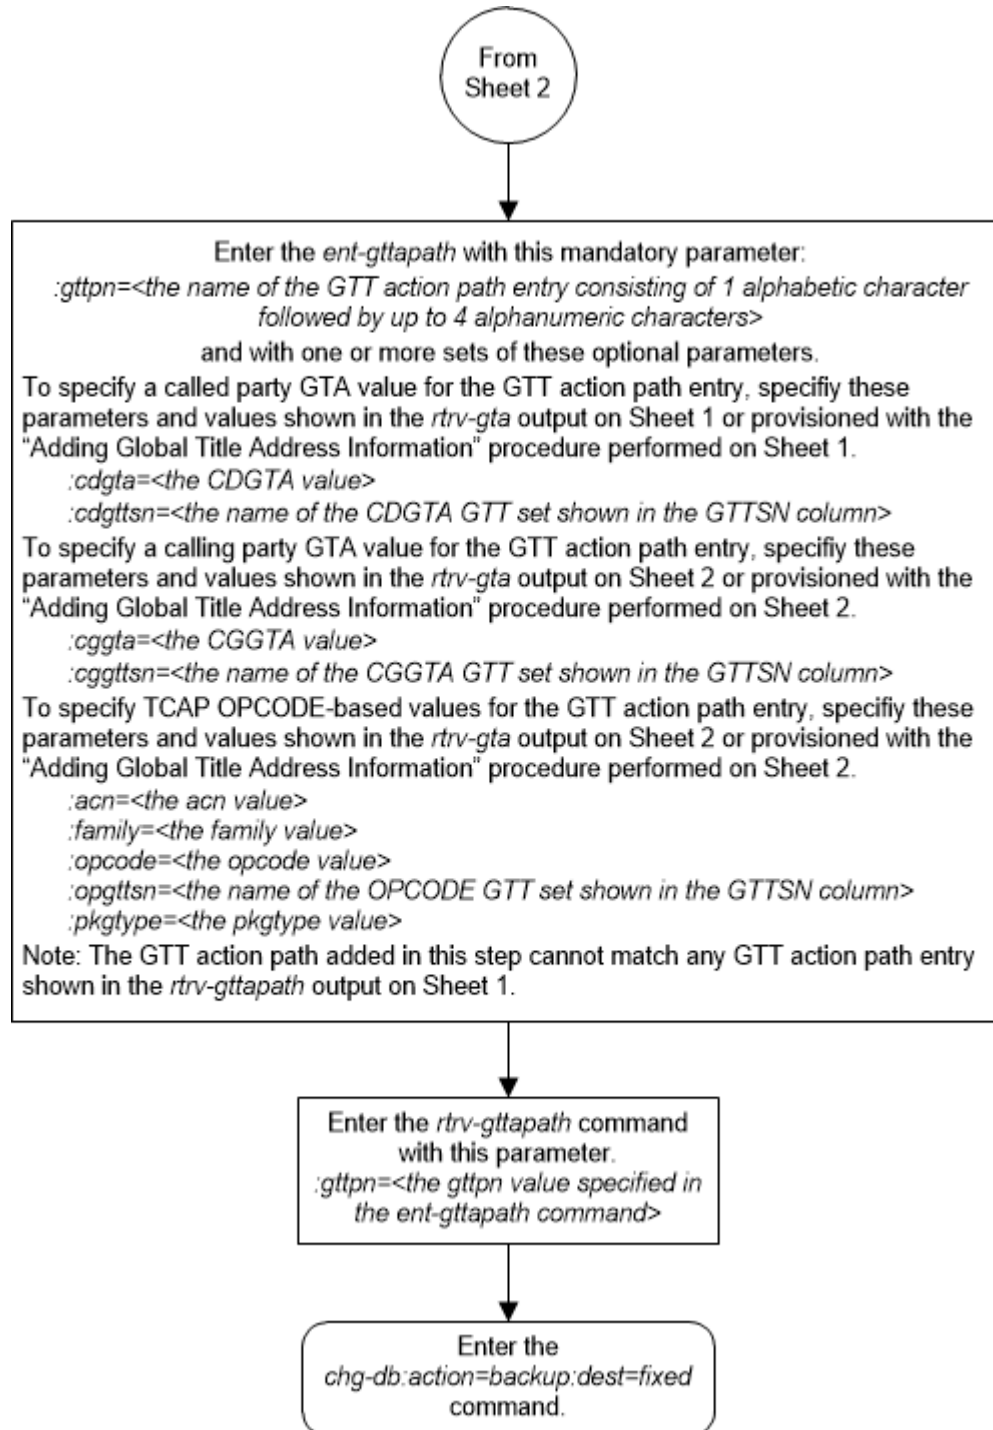 From
Sheet 2
Enter the ent-gttapath with this mandatory parameter:
:gttpn=<the name of the GTT action path entry consisting of 1 alphabetic character
followed by up to 4 alphanumeric characters>
and with one or more sets of these optional parameters.
To specify a called party GTA value for the GTT action path entry, specifiy these
parameters and values shown in the rtrv-gta output on Sheet 1 or provisioned with the
“Adding Global Title Address Information” procedure performed on Sheet 1.
:cdgta=<the CDGTA value>
:cdgttsn=<the name of the CDGTA GTT set shown in the GTTSN column>
To specify a calling party GTA value for the GTT action path entry, specifiy these
parameters and values shown in the rtrv-gta output on Sheet 2 or provisioned with the
“Adding Global Title Address Information” procedure performed on Sheet 2.
:cggta=<the CGGTA value>
:cggttsn=<the name of the CGGTA GTT set shown in the GTTSN column>
To specify TCAP OPCODE-based values for the GTT action path entry, specifiy these
parameters and values shown in the rtrv-gta output on Sheet 2 or provisioned with the
“Adding Global Title Address Information” procedure performed on Sheet 2.
:acn=<the acn value>
:family=<the family value>
:opcode=<the opcode value>
:opgttsn=<the name of the OPCODE GTT set shown in the GTTSN column>
:pkgtype=<the pkgtype value>
Note: The GTT action path added in this step cannot match any GTT action path entry
shown in the rtrv-gttapath output on Sheet 1.
Enter the rtrv-gttapath command
with this parameter.
:gttpn=<the gttpn value specified in
the ent-gttapath command>
Enter the
chg-db:action=backup:dest=fixed
command.